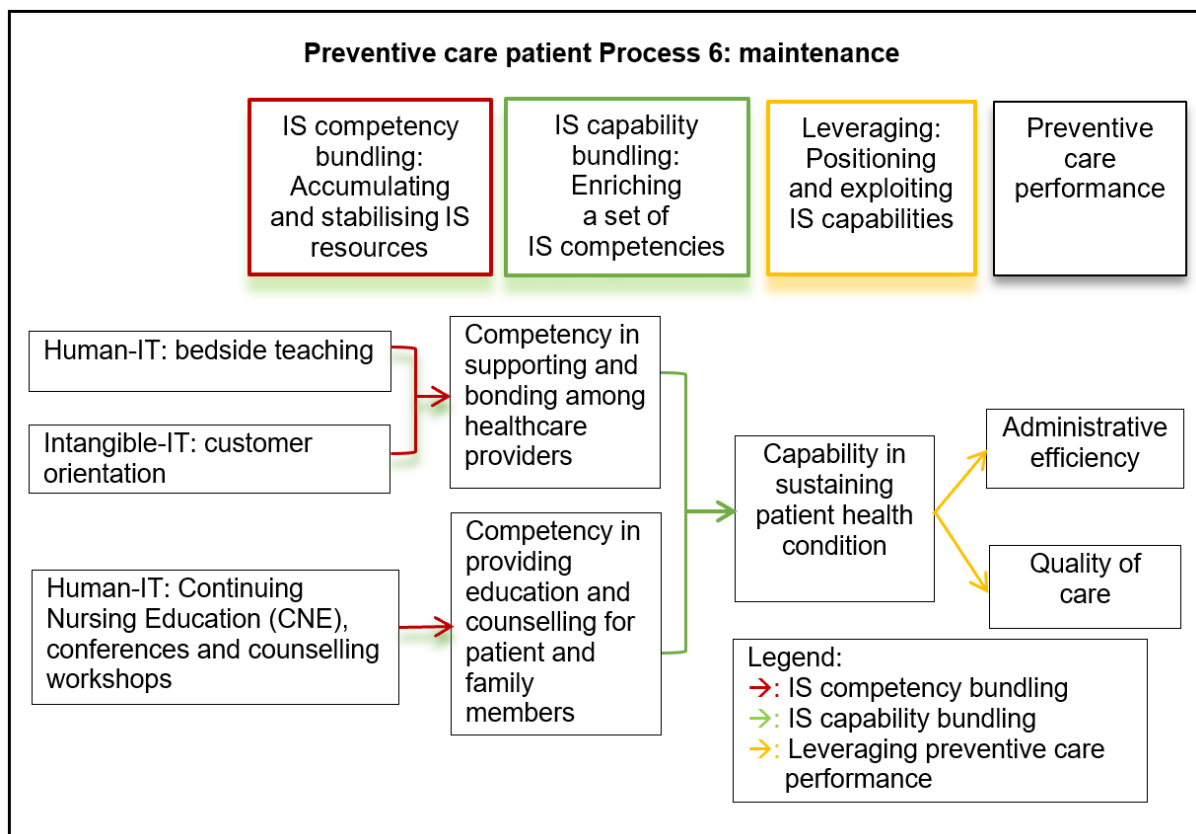 Preventive care patient Process 6: maintenance
IS competency
bundling:
Accumulating
and stabilising IS
resources
IS capability
bundling:
Enriching
a set of
IS competencies
Leveraging:
Positioning
and exploiting
IS capabilities
Preventive
care
performance
Human-IT: bedside teaching
Intangible-IT: customer
orientation
Human-IT: Continuing
Nursing Education (CNE),
conferences and counselling
workshops
Competency in
supporting and
bonding among
healthcare
providers
Competency in
providing education and
counselling for
patient and
family
members
Capability in
sustaining
patient health
condition
Administrative
efficiency
Quality of
care
Legend:
→: IS competency bundling
→: IS capability bundling
→: Leveraging preventive care
performance